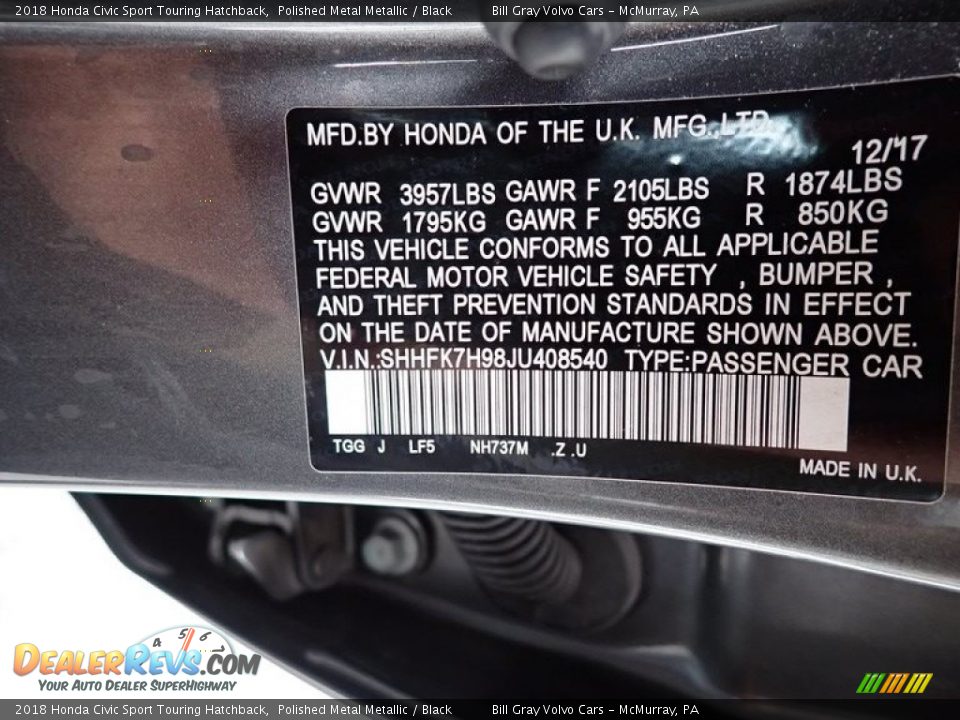 2018 Honda Civic Sport Touring Hatchback, Polished Metal Metallic / Black Bill Gray Volvo Cars - McMurray, PA
MFD.BY HONDA OF THE U.K. MFG.,LTD.
12/'17
GVWR 3957LBS GAWR F 2105LBS R 1874LBS
GVWR 1795KG GAWR F 955KG R 850KG
THIS VEHICLE CONFORMS TO ALL APPLICABLE
FEDERAL MOTOR VEHICLE SAFETY , BUMPER ,
AND THEFT PREVENTION STANDARDS IN EFFECT
ON THE DATE OF MANUFACTURE SHOWN ABOVE.
V.I.N.:SHHFK7H98JU408540 TYPE:PASSENGER CAR
TGG J LF5 NH737M .Z .U
MADE IN U.K.
4 5 6
DEALERREVS.COM
YOUR AUTO DEALER SUPERHIGHWAY
2018 Honda Civic Sport Touring Hatchback, Polished Metal Metallic / Black Bill Gray Volvo Cars - McMurray, PA